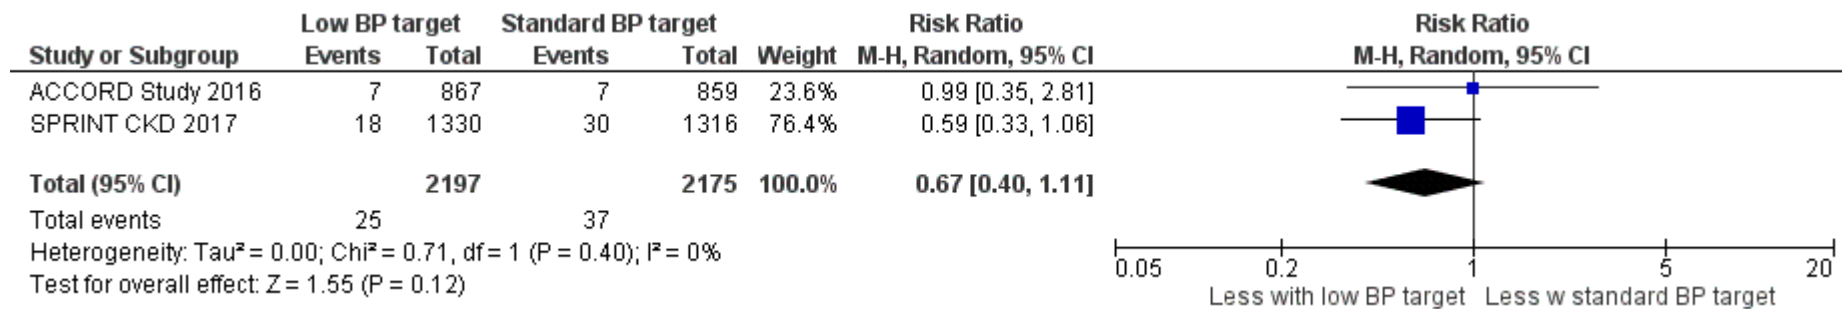 Low BP target Standard BP target Risk Ratio Risk Ratio
Study or Subgroup Events Total Events Total Weight M-H, Random, 95% CI M-H, Random, 95% CI
ACCORD Study 2016 7 867 7 859 23.6% 0.99 [0.35, 2.81]
SPRINT CKD 2017 18 1330 30 1316 76.4% 0.59 [0.33, 1.06]
Total (95% CI) 2197 2175 100.0% 0.67 [0.40, 1.11]
Total events 25 37
Heterogeneity: Tau² = 0.00; Chi² = 0.71, df = 1 (P = 0.40); I² = 0%
Test for overall effect: Z = 1.55 (P = 0.12)
0.05 0.2 1 5 20
Less with low BP target Less w standard BP target